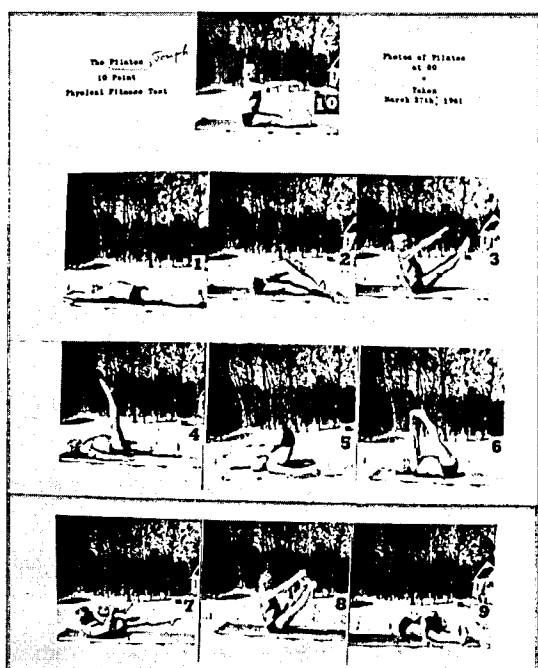 The Pilates Joseph
10 Point
Physical Fitness Test
10
Photos of Pilates
at 80
Taken
March 27th, 1961
1
2
3
4
5
6
7
8
9